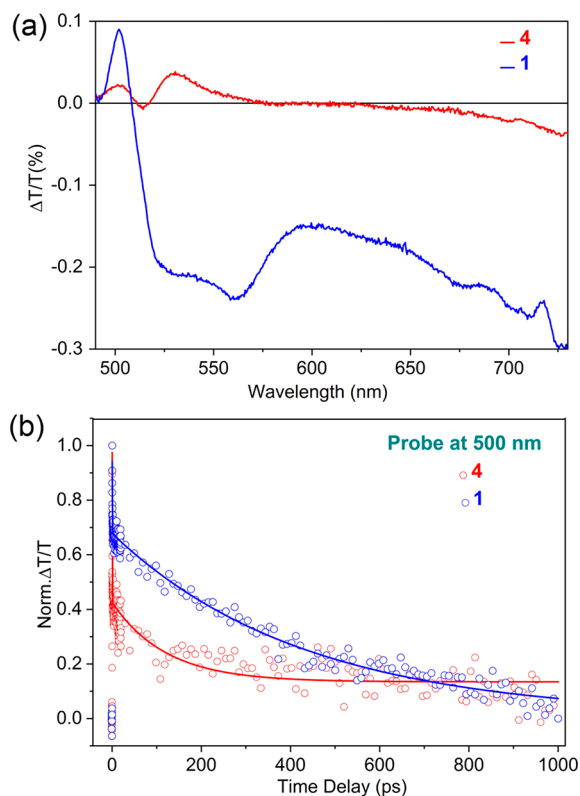 (a)
0.1
0.0
-0.1
-0.2
-0.3
ΔT/T(%)
4
1
500 550 600 650 700
Wavelength (nm)
(b)
1.0
0.8
0.6
0.4
0.2
0.0
Norm.ΔT/T
Probe at 500 nm
4
1
0 200 400 600 800 1000
Time Delay (ps)